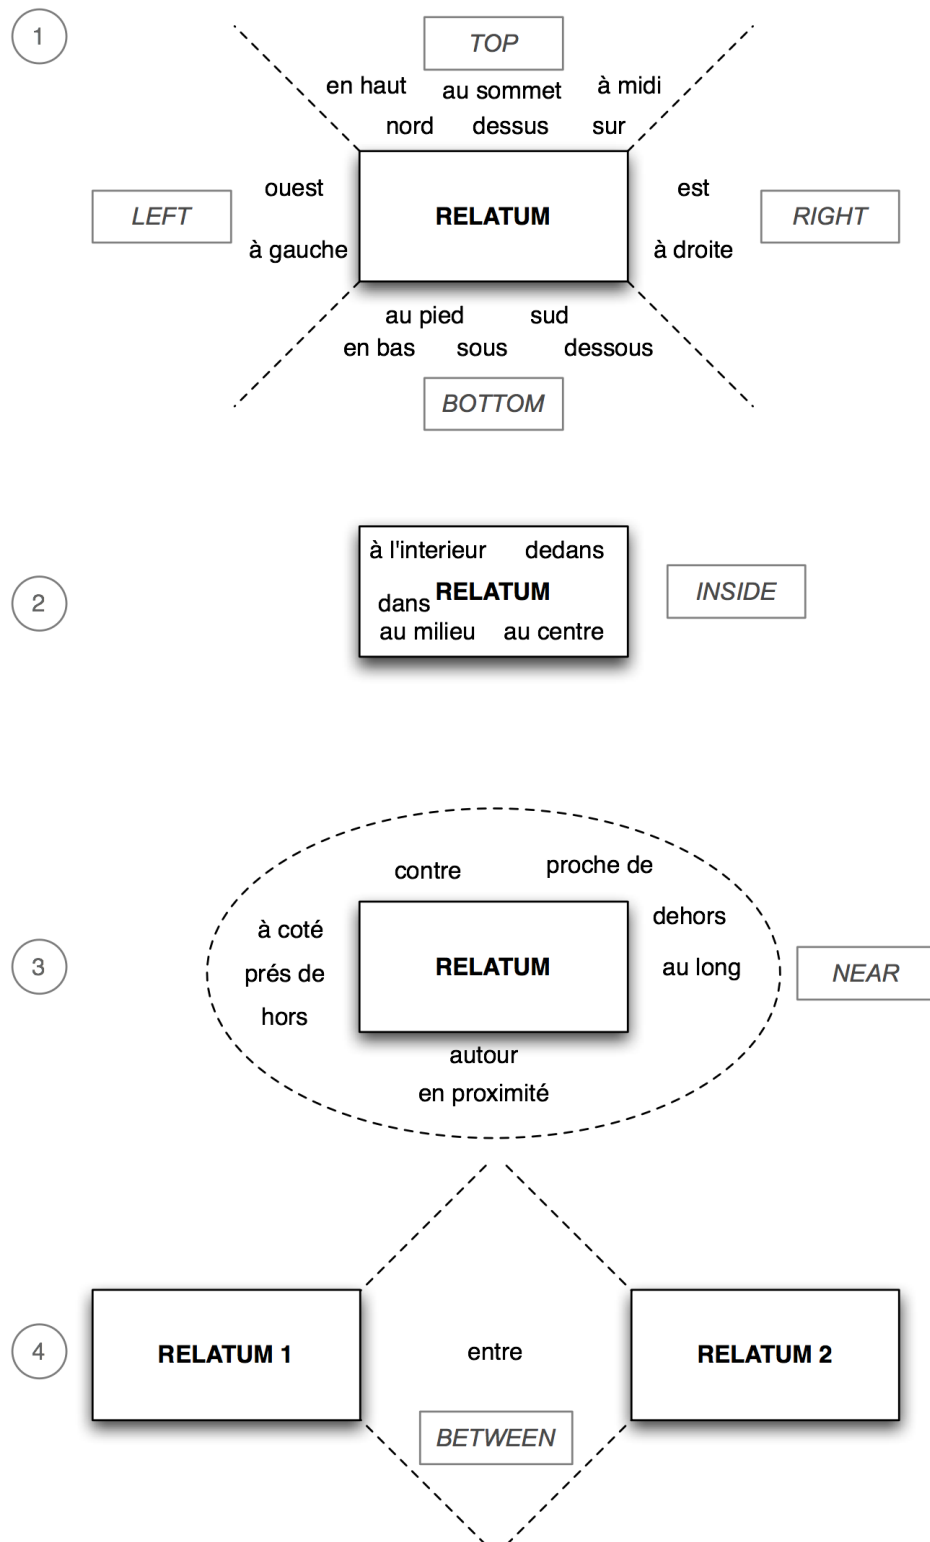 1
TOP
en haut au sommet à midi
nord dessus sur
ouest est
LEFT RELATUM RIGHT
à gauche à droite
au pied sud
en bas sous dessous
BOTTOM
à l'interieur dedans
2 dans RELATUM INSIDE
au milieu au centre
contre proche de
à coté dehors
3 prés de RELATUM au long NEAR
hors
autour
en proximité
4 RELATUM 1 entre RELATUM 2
BETWEEN